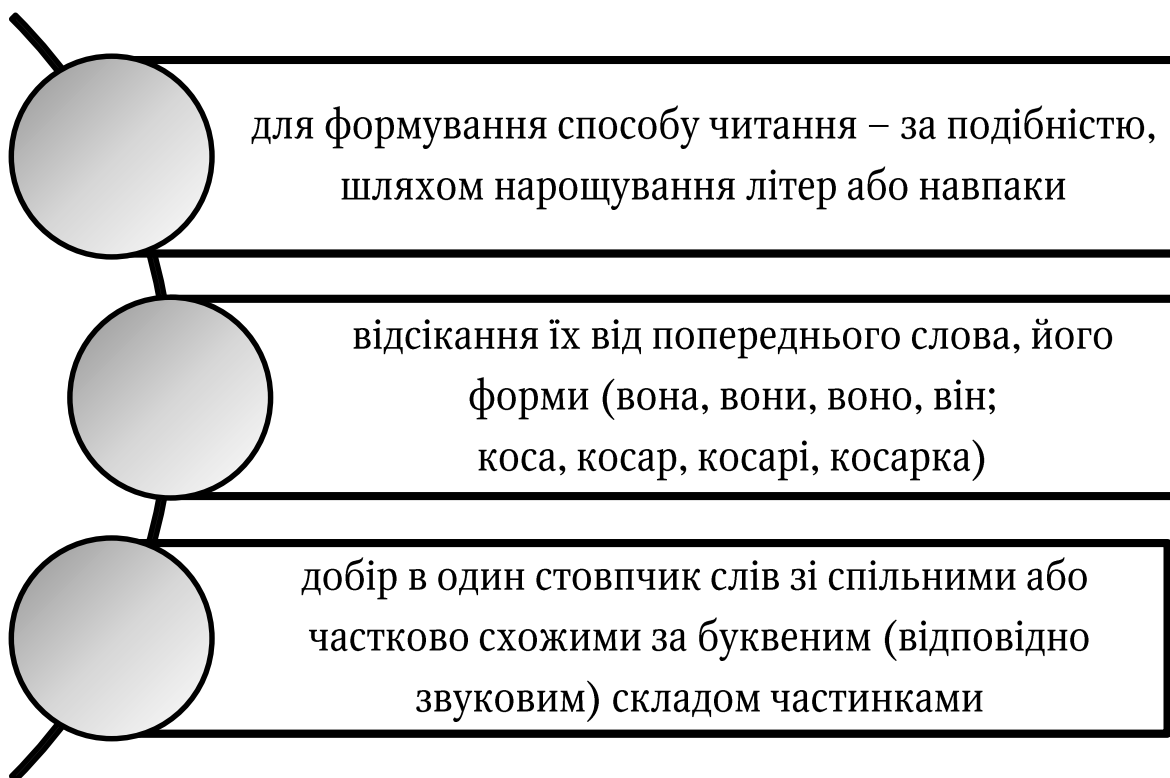 для формування способу читання – за подібністю,
шляхом нарощування літер або навпаки
відсікання їх від попереднього слова, його
форми (вона, вони, воно, він;
коса, косар, косарі, косарка)
добір в один стовпчик слів зі спільними або
частково схожими за буквеним (відповідно
звуковим) складом частинками